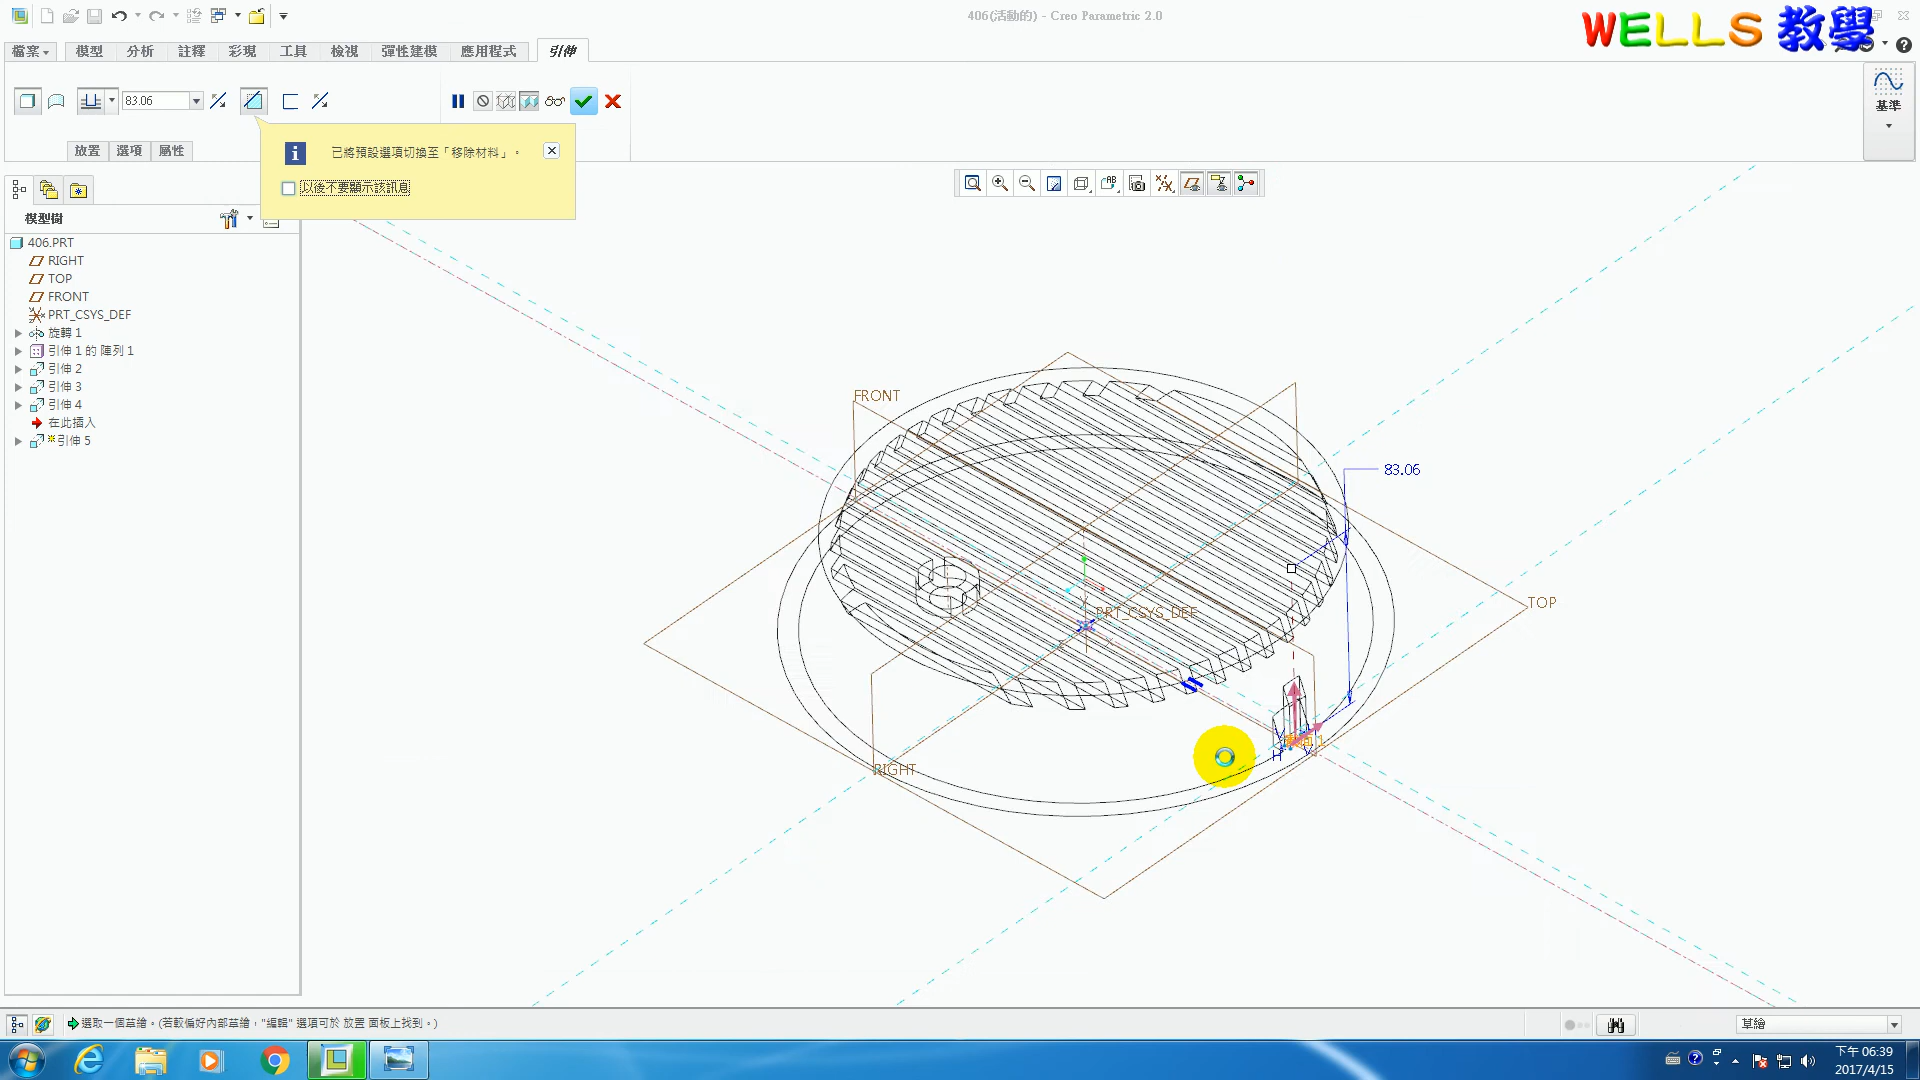 406(活動的) - Creo Parametric 2.0
WELLS 教學
檔案 模型 分析 註釋 彩現 工具 檢視 彈性建模 應用程式 引伸
83.06
基準
放置 選項 屬性
已將預設選項切換至「移除材料」。
以後不要顯示該訊息
模型樹
406.PRT
RIGHT
TOP
FRONT
PRT_CSYS_DEF
旋轉 1
引伸 1 的 陣列 1
引伸 2
引伸 3
引伸 4
在此插入
引伸 5
FRONT
83.06
TOP
PRT_CSYS_DEF
RIGHT
H
選取一個草繪。(若較偏好內部草繪，"編輯" 選項可於 放置 面板上找到。)
草繪
下午 06:39
2017/4/15